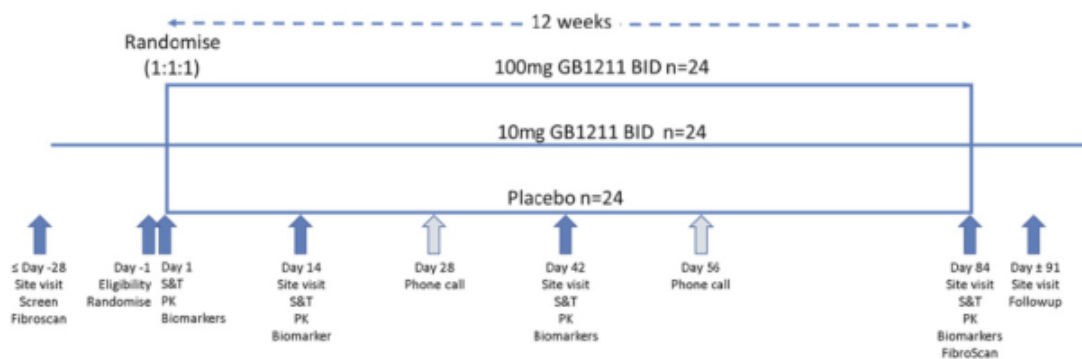 12 weeks
Randomise
(1:1:1)
100mg GB1211 BID n=24
10mg GB1211 BID n=24
Placebo n=24
≤ Day -28
Site visit
Screen
Fibroscan
Day -1
Eligibility
Randomise
Day 1
S&T
PK
Biomarkers
Day 14
Site visit
S&T
PK
Biomarker
Day 28
Phone call
Day 42
Site visit
S&T
PK
Biomarkers
Day 56
Phone call
Day 84
Site visit
S&T
PK
Biomarkers
FibroScan
Day ± 91
Site visit
Followup